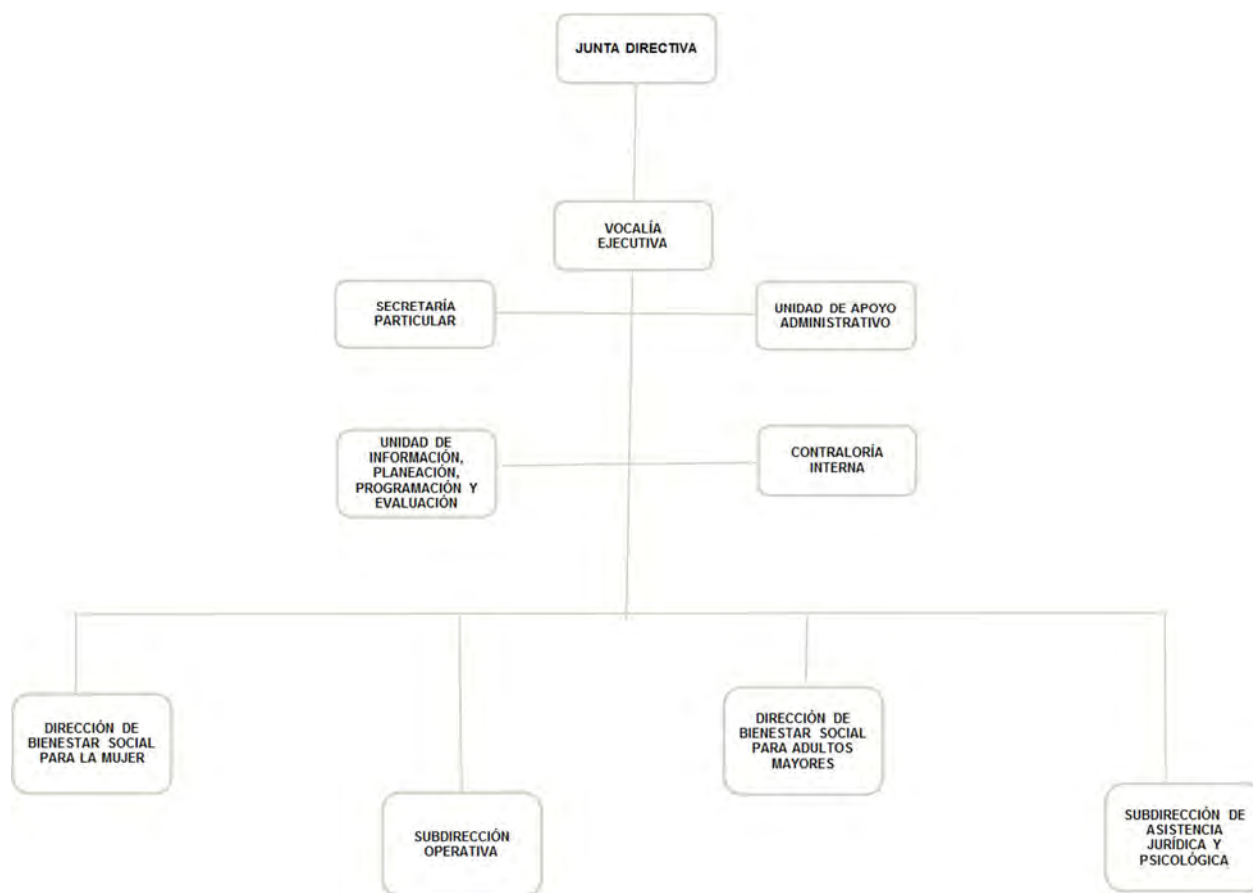 JUNTA DIRECTIVA
VOCALÍA
EJECUTIVA
SECRETARÍA
PARTICULAR
UNIDAD DE APOYO
ADMINISTRATIVO
UNIDAD DE
INFORMACIÓN,
PLANEACIÓN,
PROGRAMACIÓN Y
EVALUACIÓN
CONTRALORÍA
INTERNA
DIRECCIÓN DE
BIENESTAR SOCIAL
PARA LA MUJER
SUBDIRECCIÓN
OPERATIVA
DIRECCIÓN DE
BIENESTAR SOCIAL
PARA ADULTOS
MAYORES
SUBDIRECCIÓN DE
ASISTENCIA
JURÍDICA Y
PSICOLÓGICA